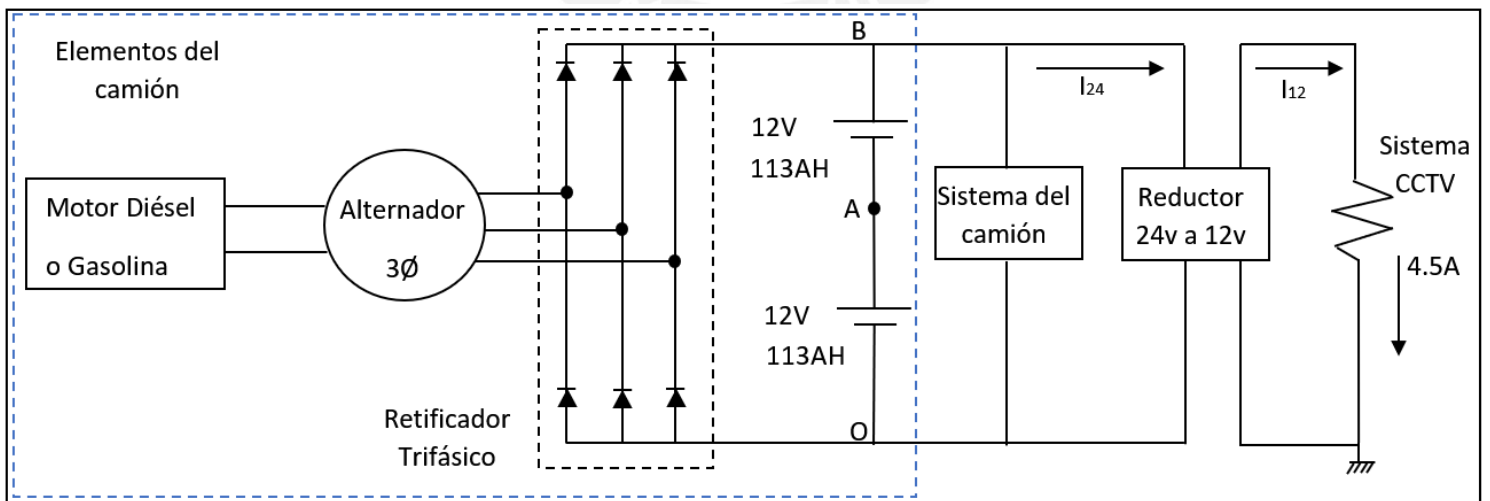 Elementos del
camión
Motor Diésel
o Gasolina
Alternador
3Ø
Retificador
Trifásico
B
12V
113AH
A
12V
113AH
O
Sistema del
camión
I24
Reductor
24v a 12v
I12
Sistema
CCTV
4.5A